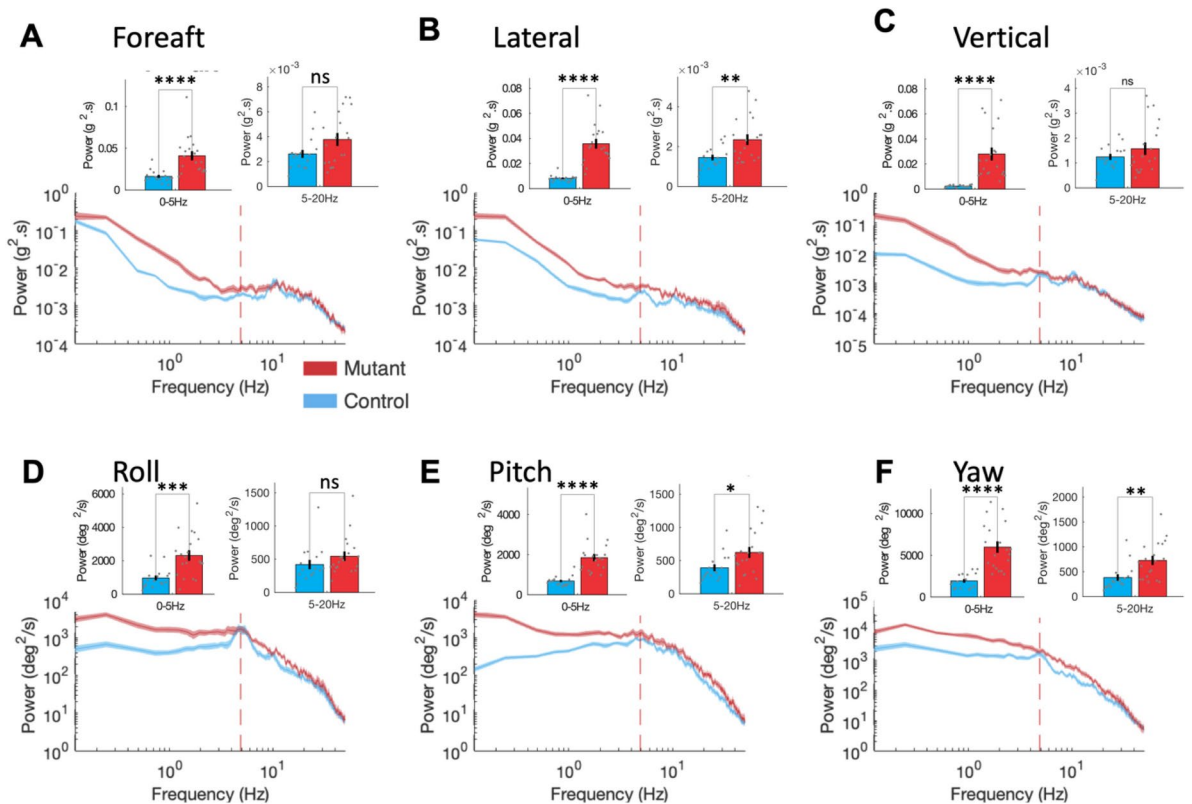 A Foreaft
B Lateral
C Vertical
**** ns
×10⁻³
Power (g².s) 0.1 0.05 0
Power (g².s) 8 6 4 2 0
0-5Hz 5-20Hz
**** **
×10⁻³
Power (g².s) 0.08 0.06 0.04 0.02 0
Power (g².s) 6 4 2 0
0-5Hz 5-20Hz
**** ns
×10⁻³
Power (g².s) 0.08 0.06 0.04 0.02 0
Power (g².s) 4 3 2 1 0
0-5Hz 5-20Hz
Power (g².s) 10⁰ 10⁻¹ 10⁻² 10⁻³ 10⁻⁴
10⁰ 10¹
Frequency (Hz)
Power (g².s) 10⁰ 10⁻¹ 10⁻² 10⁻³ 10⁻⁴
10⁰ 10¹
Frequency (Hz)
Power (g².s) 10⁰ 10⁻¹ 10⁻² 10⁻³ 10⁻⁴ 10⁻⁵
10⁰ 10¹
Frequency (Hz)
Mutant
Control
D Roll
E Pitch
F Yaw
*** ns
Power (deg²/s) 6000 4000 2000 0
Power (deg²/s) 1500 1000 500 0
0-5Hz 5-20Hz
**** *
Power (deg²/s) 4000 2000 0
Power (deg²/s) 1500 1000 500 0
0-5Hz 5-20Hz
**** **
Power (deg²/s) 10000 5000 0
Power (deg²/s) 2000 1500 1000 500 0
0-5Hz 5-20Hz
Power (deg²/s) 10⁴ 10³ 10² 10¹ 10⁰
10⁰ 10¹
Frequency (Hz)
Power (deg²/s) 10⁴ 10³ 10² 10¹ 10⁰
10⁰ 10¹
Frequency (Hz)
Power (deg²/s) 10⁵ 10⁴ 10³ 10² 10¹ 10⁰
10⁰ 10¹
Frequency (Hz)